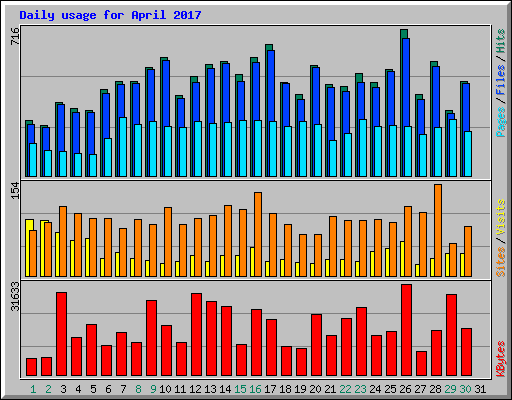 Daily usage for April 2017
716
Pages / Files / Hits
154
Sites / Visits
31633
KBytes
1 2 3 4 5 6 7 8 9 10 11 12 13 14 15 16 17 18 19 20 21 22 23 24 25 26 27 28 29 30 31